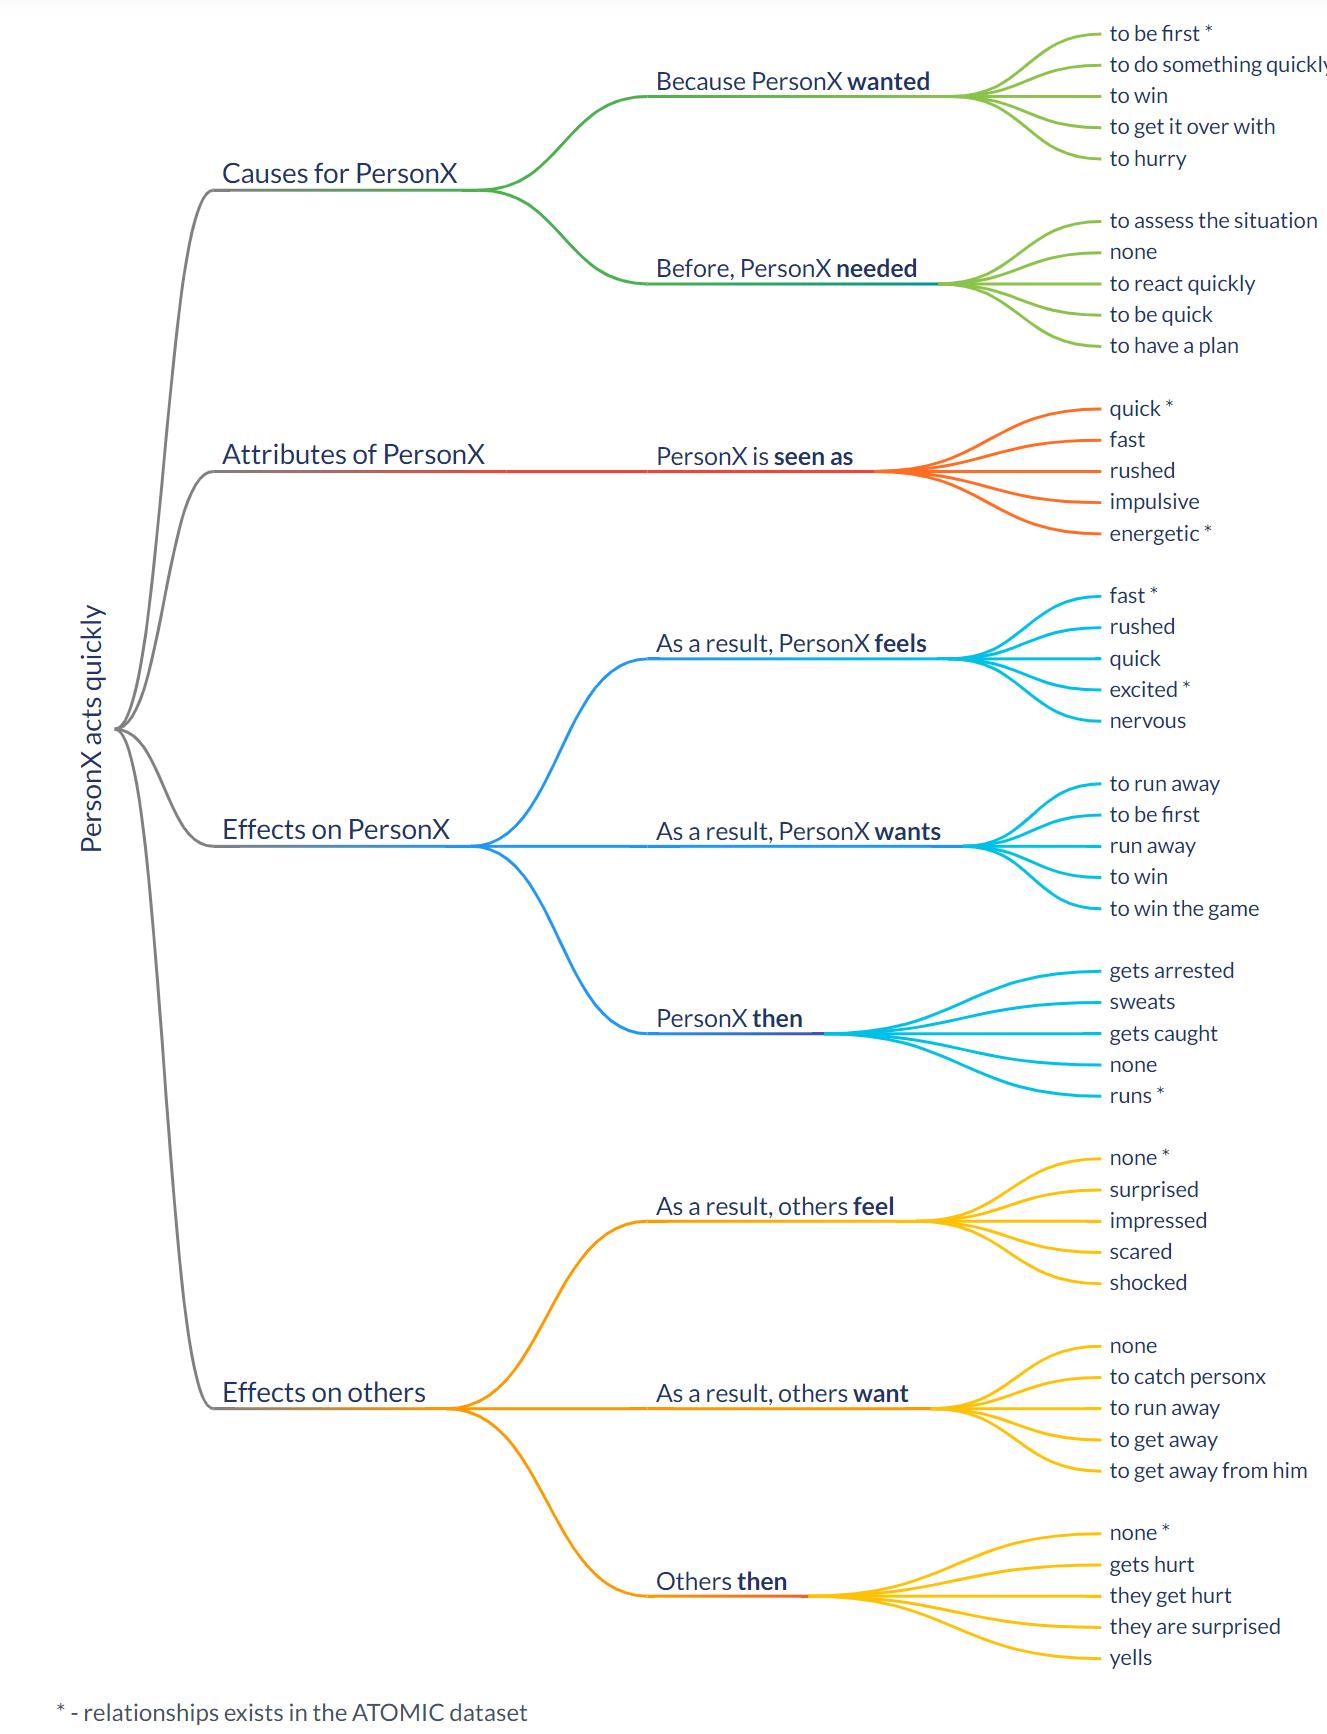 PersonX acts quickly
Causes for PersonX
Because PersonX wanted
to be first *
to do something quickly
to win
to get it over with
to hurry
Before, PersonX needed
to assess the situation
none
to react quickly
to be quick
to have a plan
Attributes of PersonX
PersonX is seen as
quick *
fast
rushed
impulsive
energetic *
Effects on PersonX
As a result, PersonX feels
fast *
rushed
quick
excited *
nervous
As a result, PersonX wants
to run away
to be first
run away
to win
to win the game
PersonX then
gets arrested
sweats
gets caught
none
runs *
Effects on others
As a result, others feel
none *
surprised
impressed
scared
shocked
As a result, others want
none
to catch personx
to run away
to get away
to get away from him
Others then
none *
gets hurt
they get hurt
they are surprised
yells
* - relationships exists in the ATOMIC dataset